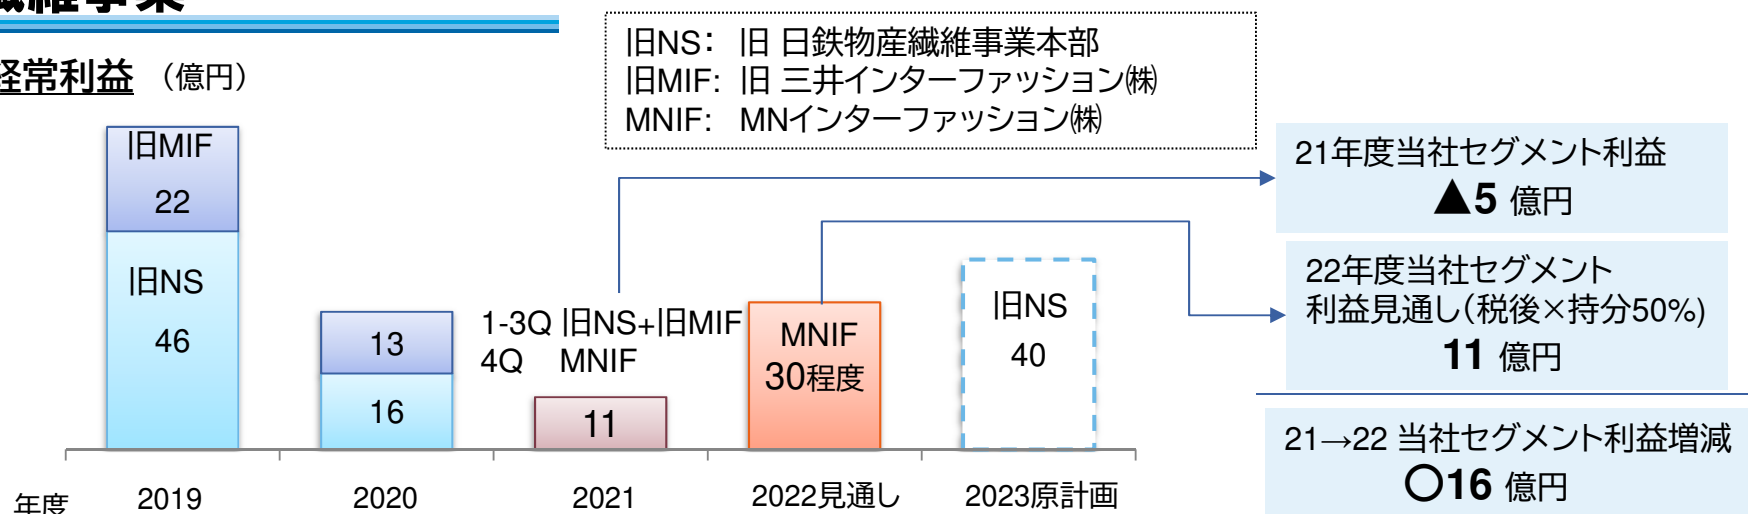 繊維事業
経常利益 （億円）
旧NS： 旧 日鉄物産繊維事業本部
旧MIF: 旧 三井インターファッション㈱
MNIF: MNインターファッション㈱
旧MIF
22
旧NS
46
13
16
1-3Q 旧NS+旧MIF
4Q MNIF
11
MNIF
30程度
旧NS
40
年度
2019
2020
2021
2022見通し
2023原計画
21年度当社セグメント利益
▲5 億円
22年度当社セグメント
利益見通し（税後×持分50%)
11 億円
21→22 当社セグメント利益増減
〇16 億円